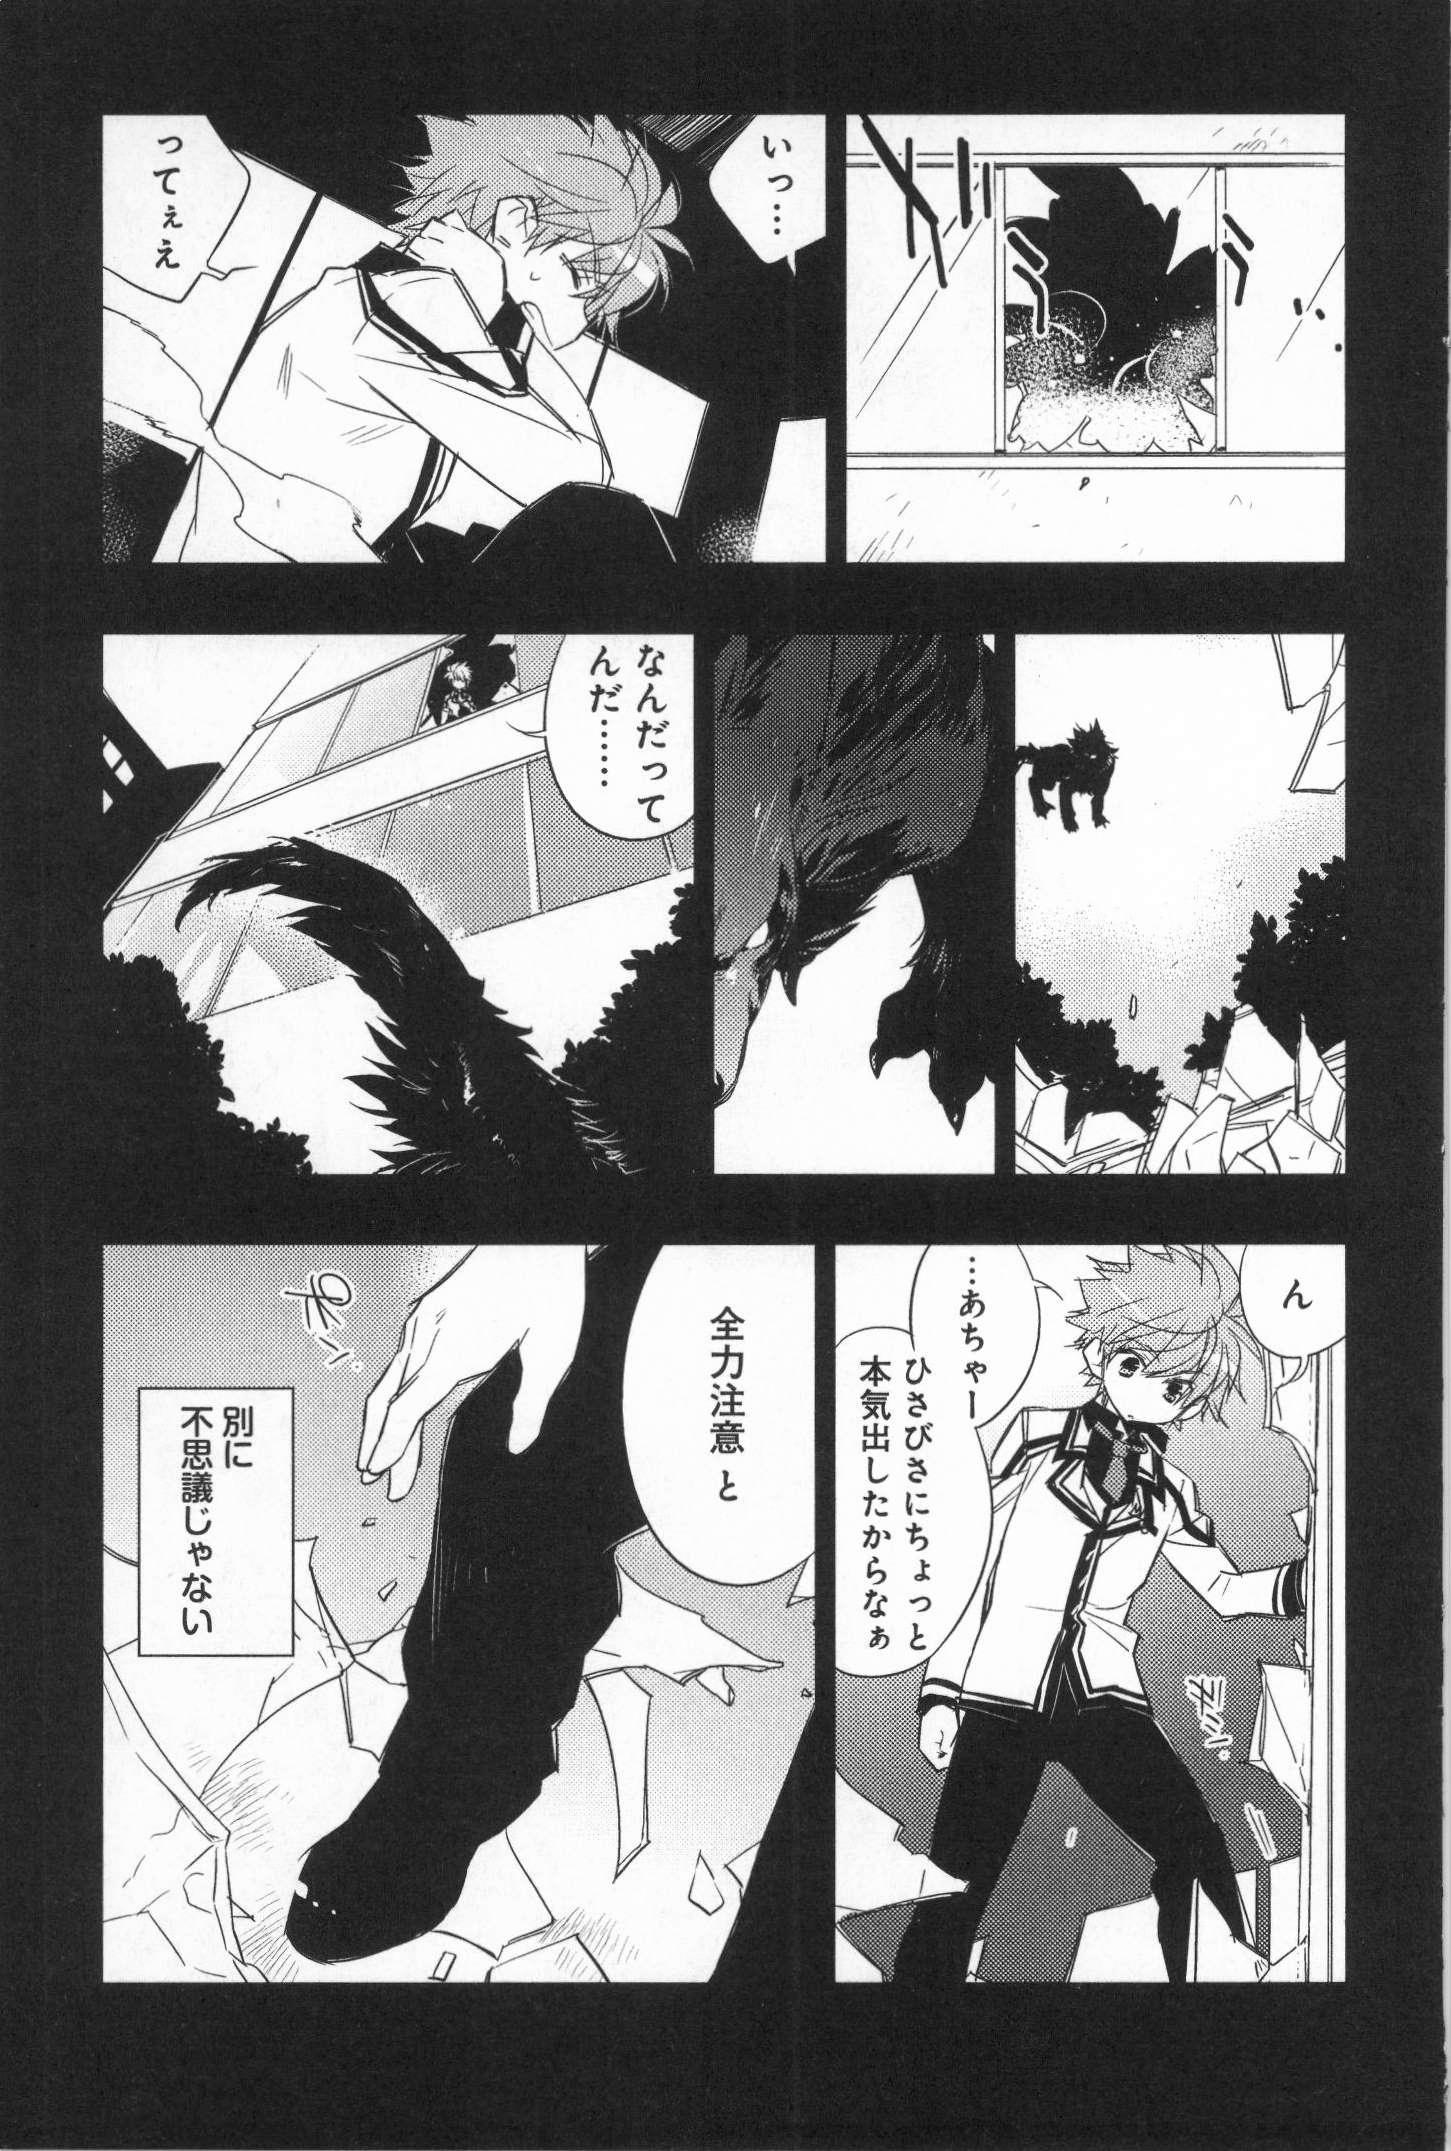 いっ…
ってぇえ
なんだって
んだ……
ん
…あちゃー
ひさびさにちょっと
本気出したからなぁ
全力注意 と
別に
不思議じゃない